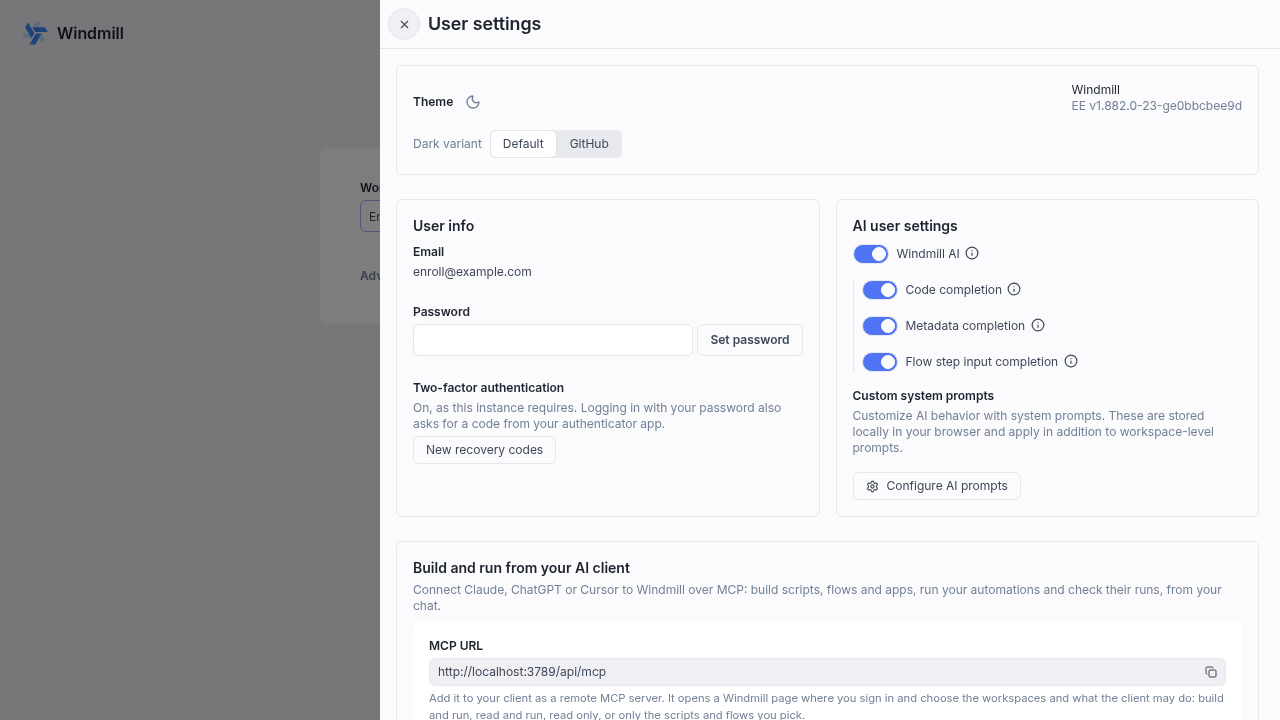 Windmill
User settings
Theme
Windmill
EE v1.882.0-23-ge0bbcbee9d
Dark variant
Default
GitHub
Wo
Er
Adv
User info
Email
enroll@example.com
Password
Set password
Two-factor authentication
On, as this instance requires. Logging in with your password also
asks for a code from your authenticator app.
New recovery codes
AI user settings
Windmill AI
Code completion
Metadata completion
Flow step input completion
Custom system prompts
Customize AI behavior with system prompts. These are stored
locally in your browser and apply in addition to workspace-level
prompts.
Configure AI prompts
Build and run from your AI client
Connect Claude, ChatGPT or Cursor to Windmill over MCP: build scripts, flows and apps, run your automations and check their runs, from your
chat.
MCP URL
http://localhost:3789/api/mcp
Add it to your client as a remote MCP server. It opens a Windmill page where you sign in and choose the workspaces and what the client may do: build
and run, read and run, read only, or only the scripts and flows you pick.